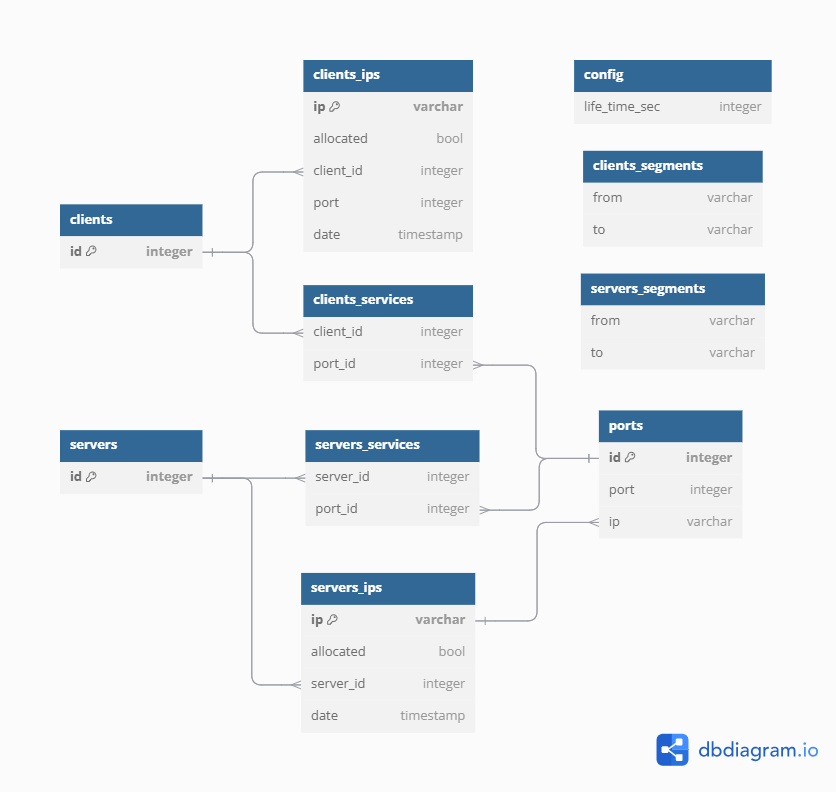 clients_ips
ip varchar
allocated bool
client_id integer
port integer
date timestamp
config
life_time_sec integer
clients_segments
from varchar
to varchar
clients
id integer
servers_segments
from varchar
to varchar
clients_services
client_id integer
port_id integer
servers
id integer
servers_services
server_id integer
port_id integer
ports
id integer
port integer
ip varchar
servers_ips
ip varchar
allocated bool
server_id integer
date timestamp
dbdiagram.io